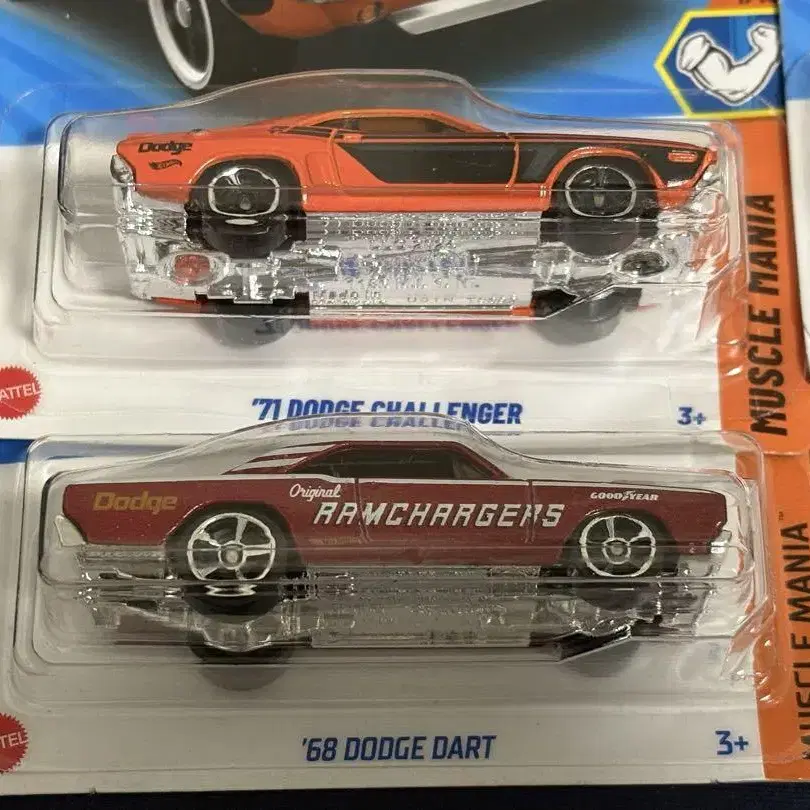 Dodge
MUSCLE MANIA
'71 DODGE CHALLENGER
3+
Dodge
Original
RAMCHARGERS
GOODYEAR
MUSCLE MANIA
'68 DODGE DART
3+